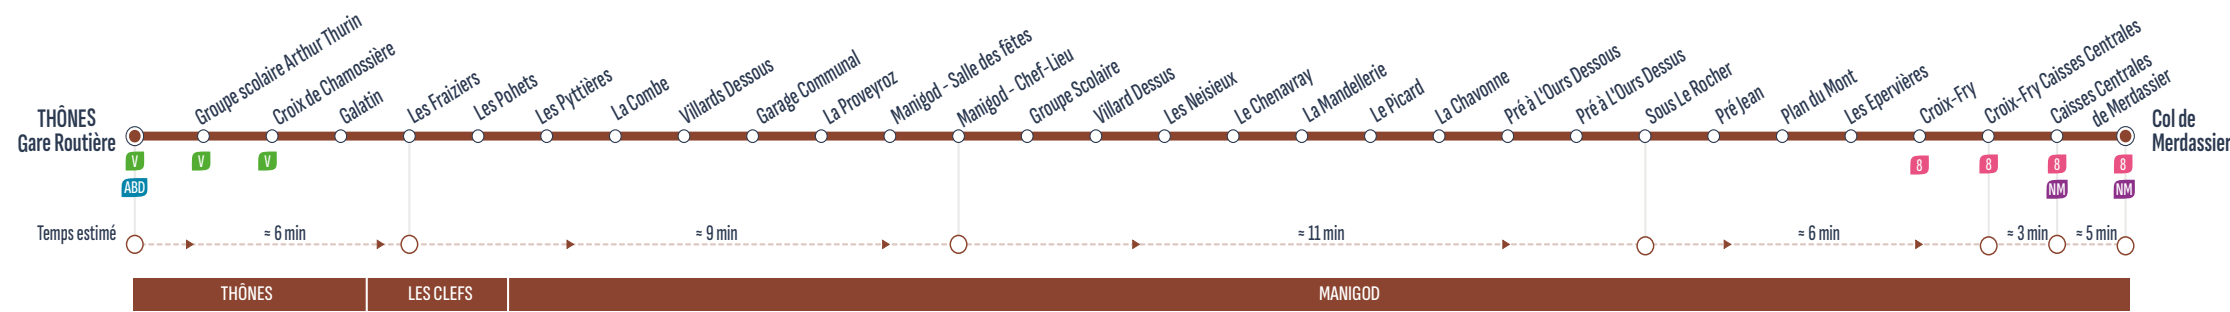 THÔNES
Gare Routière
Groupe scolaire Arthur Thurin
Croix de Chamossière
Galatin
Les Fraiziers
Les Pohets
Les Pyttières
La Combe
Villards Dessous
Garage Communal
La Proveyroz
Manigod - Salle des fêtes
Manigod - Chef-Lieu
Groupe Scolaire
Villard Dessus
Les Neisieux
Le Chenavray
La Mandellerie
Le Picard
La Chavonne
Pré à L'Ours Dessous
Pré à L'Ours Dessus
Sous Le Rocher
Pré Jean
Plan du Mont
Les Epervières
Croix-Fry
Croix-Fry Caisses Centrales
Caisses Centrales
de Merdassier
Col de
Merdassier
V
V
V
8
8
8
8
ABD
NM
NM
Temps estimé
≈ 6 min
≈ 9 min
≈ 11 min
≈ 6 min
≈ 3 min
≈ 5 min
THÔNES
LES CLEFS
MANIGOD